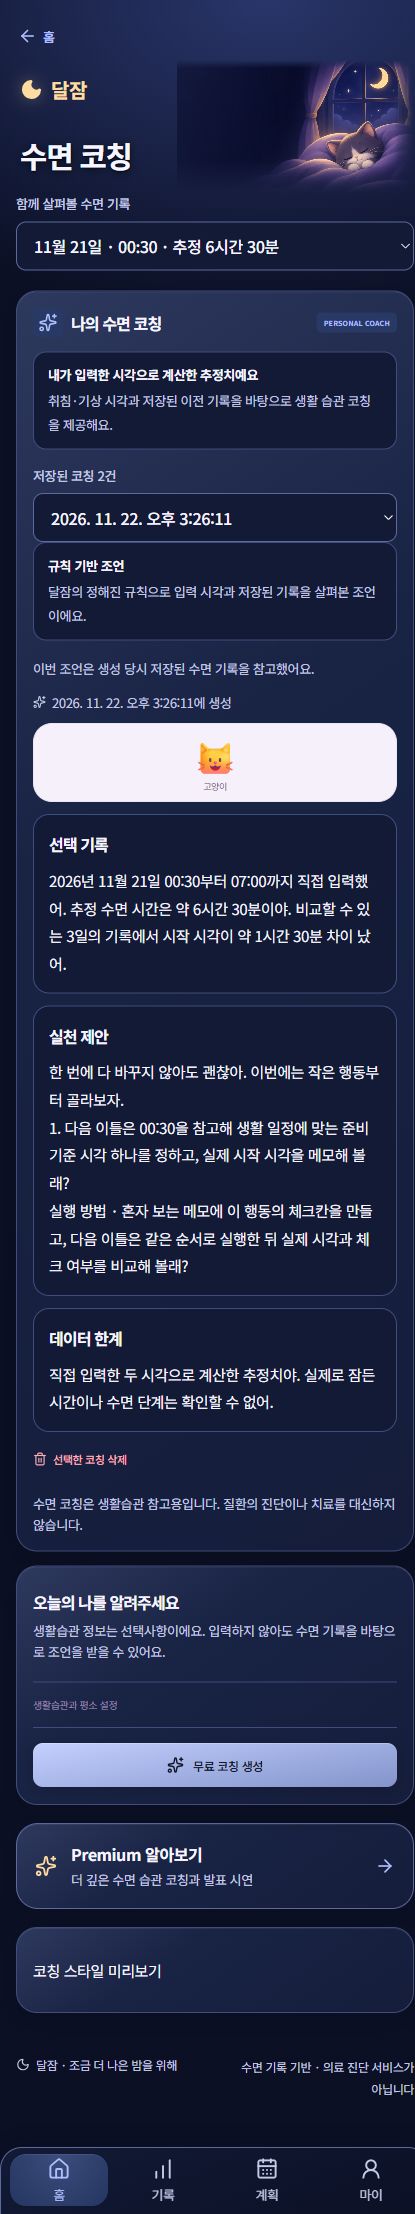 홈
달잠
수면 코칭
함께 살펴볼 수면 기록
11월 21일 · 00:30 · 추정 6시간 30분
나의 수면 코칭
PERSONAL COACH
내가 입력한 시각으로 계산한 추정치예요
취침·기상 시각과 저장된 이전 기록을 바탕으로 생활 습관 코칭
을 제공해요.
저장된 코칭 2건
2026. 11. 22. 오후 3:26:11
규칙 기반 조언
달잠의 정해진 규칙으로 입력 시각과 저장된 기록을 살펴본 조언
이에요.
이번 조언은 생성 당시 저장된 수면 기록을 참고했어요.
2026. 11. 22. 오후 3:26:11에 생성
고양이
선택 기록
2026년 11월 21일 00:30부터 07:00까지 직접 입력했
어. 추정 수면 시간은 약 6시간 30분이야. 비교할 수 있
는 3일의 기록에서 시작 시각이 약 1시간 30분 차이 났
어.
실천 제안
한 번에 다 바꾸지 않아도 괜찮아. 이번에는 작은 행동부
터 골라보자.
1. 다음 이틀은 00:30을 참고해 생활 일정에 맞는 준비
기준 시각 하나를 정하고, 실제 시작 시각을 메모해 볼
래?
실행 방법 · 혼자 보는 메모에 이 행동의 체크칸을 만들
고, 다음 이틀은 같은 순서로 실행한 뒤 실제 시각과 체
크 여부를 비교해 볼래?
데이터 한계
직접 입력한 두 시각으로 계산한 추정치야. 실제로 잠든
시간이나 수면 단계는 확인할 수 없어.
선택한 코칭 삭제
수면 코칭은 생활습관 참고용입니다. 질환의 진단이나 치료를 대신하지
않습니다.
오늘의 나를 알려주세요
생활습관 정보는 선택사항이에요. 입력하지 않아도 수면 기록을 바탕으
로 조언을 받을 수 있어요.
생활습관과 평소 설정
무료 코칭 생성
Premium 알아보기
더 깊은 수면 습관 코칭과 발표 시연
코칭 스타일 미리보기
달잠 · 조금 더 나은 밤을 위해
수면 기록 기반 · 의료 진단 서비스가
아닙니다
홈
기록
계획
마이